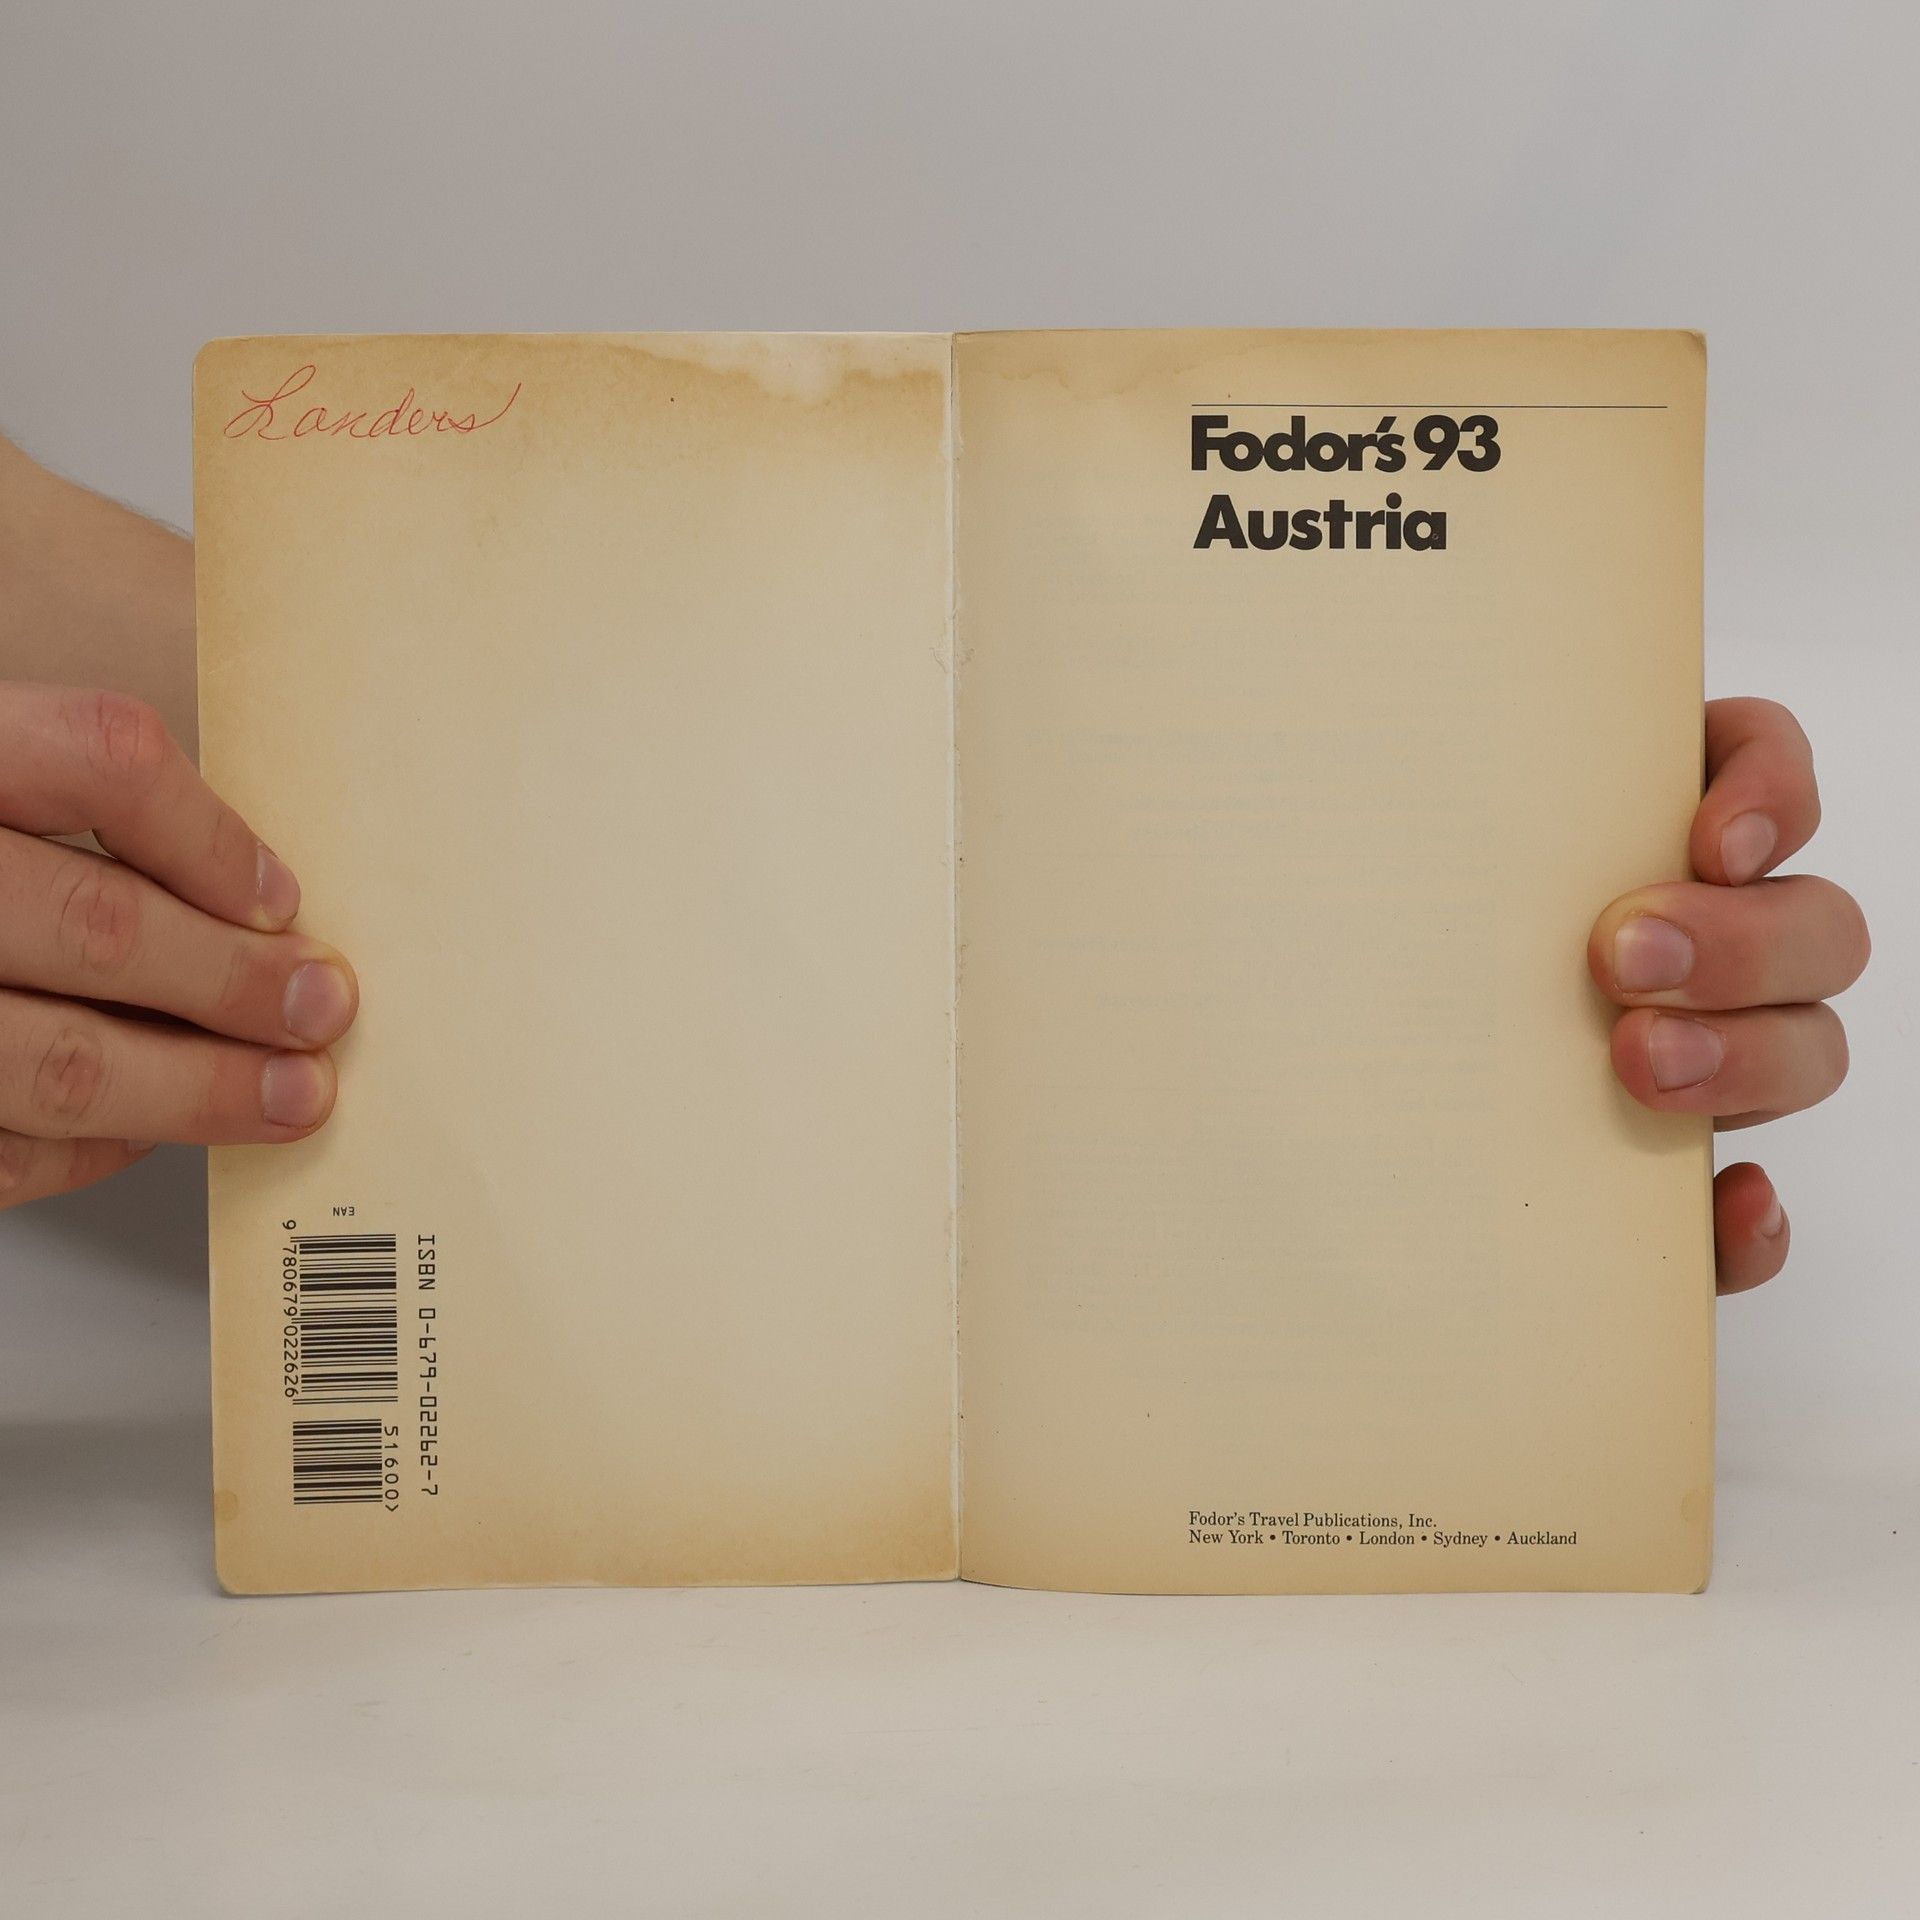 Landers
EAN
9 780679 022626
51600>
ISBN 0-679-02262-7
Fodor's 93
Austria
Fodor's Travel Publications, Inc.
New York • Toronto • London • Sydney • Auckland